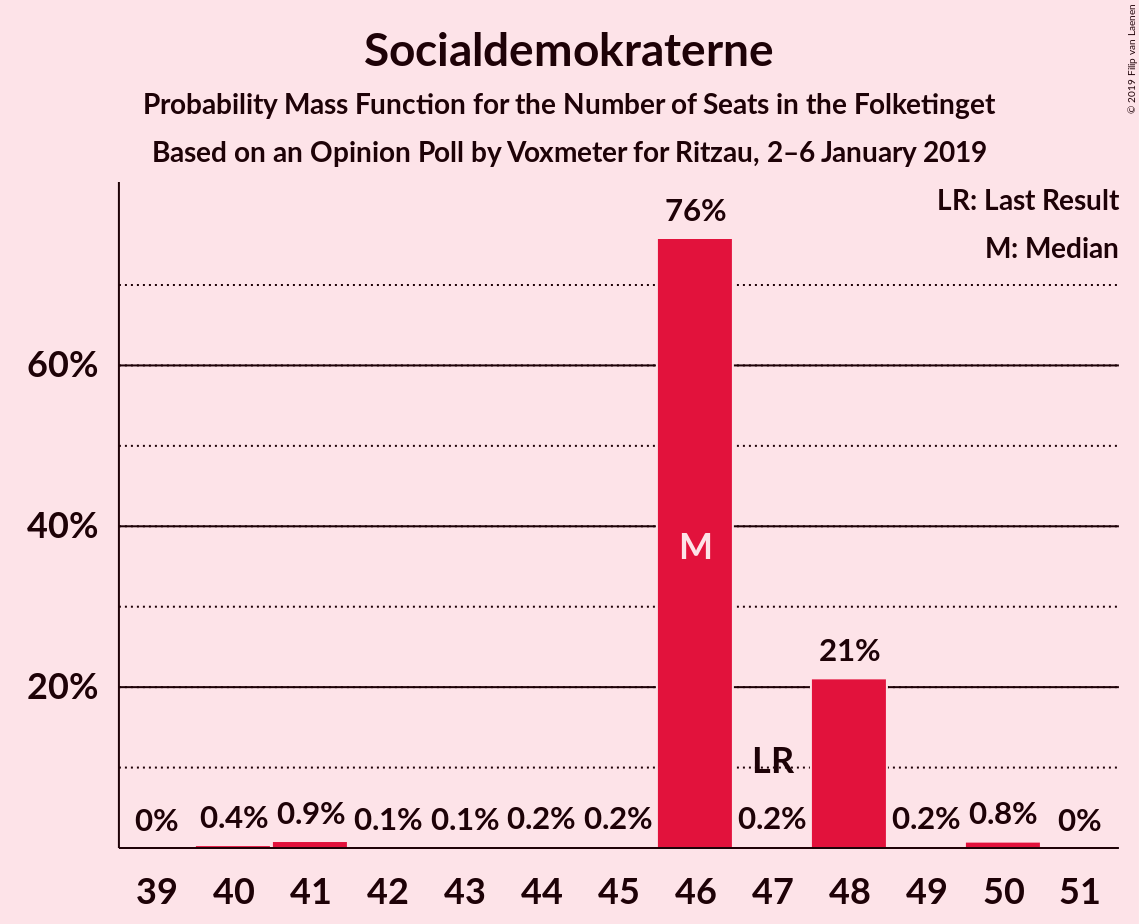 Socialdemokraterne
Probability Mass Function for the Number of Seats in the Folketinget
Based on an Opinion Poll by Voxmeter for Ritzau, 2–6 January 2019
© 2019 Filip van Laenen
LR: Last Result
M: Median
76%
60%
40%
M
21%
20%
LR
0% 0.4% 0.9% 0.1% 0.1% 0.2% 0.2% 0.2% 0.2% 0.8% 0%
39 40 41 42 43 44 45 46 47 48 49 50 51